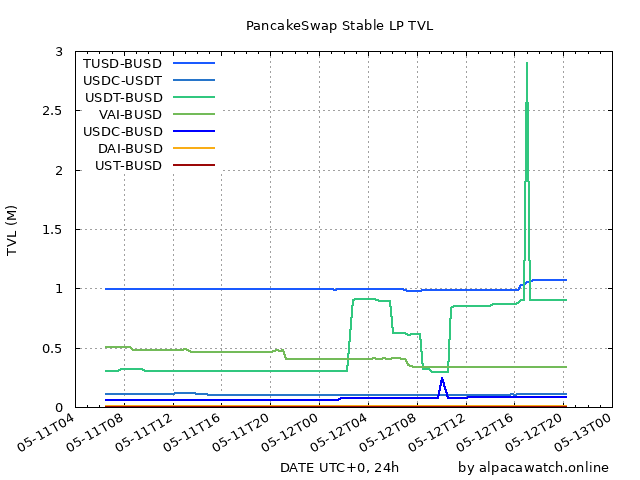 PancakeSwap Stable LP TVL
3
2.5
2
1.5
1
0.5
0
TVL (M)
TUSD-BUSD
USDC-USDT
USDT-BUSD
VAI-BUSD
USDC-BUSD
DAI-BUSD
UST-BUSD
05-11T04
05-11T08
05-11T12
05-11T16
05-11T20
05-12T00
05-12T04
05-12T08
05-12T12
05-12T16
05-12T20
05-13T00
DATE UTC+0, 24h
by alpacawatch.online